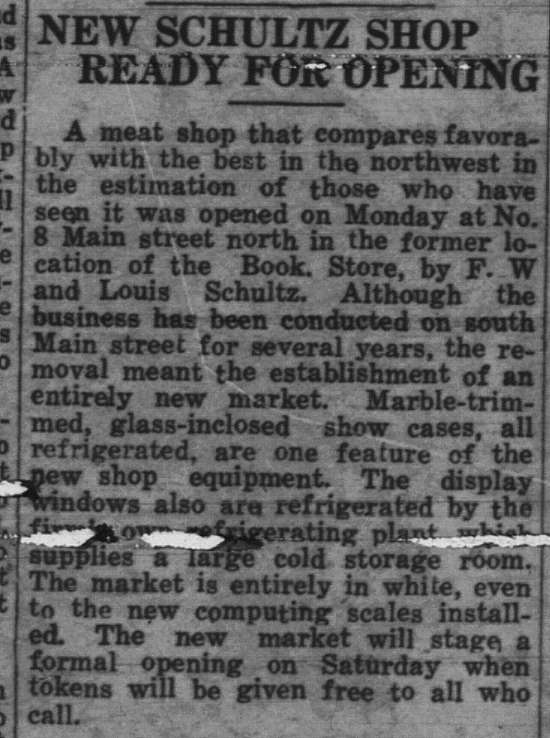 NEW SCHULTZ SHOP
READY FOR OPENING
A meat shop that compares favora-
bly with the best in the northwest in
the estimation of those who have
seen it was opened on Monday at No.
8 Main street north in the former lo-
cation of the Book. Store, by F. W
and Louis Schultz. Although the
business has been conducted on south
Main street for several years, the re-
moval meant the establishment of an
entirely new market. Marble-trim-
med, glass-inclosed show cases, all
refrigerated, are one feature of the
new shop equipment. The display
windows also are refrigerated by the
own refrigerating plant which
supplies a large cold storage room.
The market is entirely in white, even
to the new computing scales install-
ed. The new market will stage a
formal opening on Saturday when
tokens will be given free to all who
call.